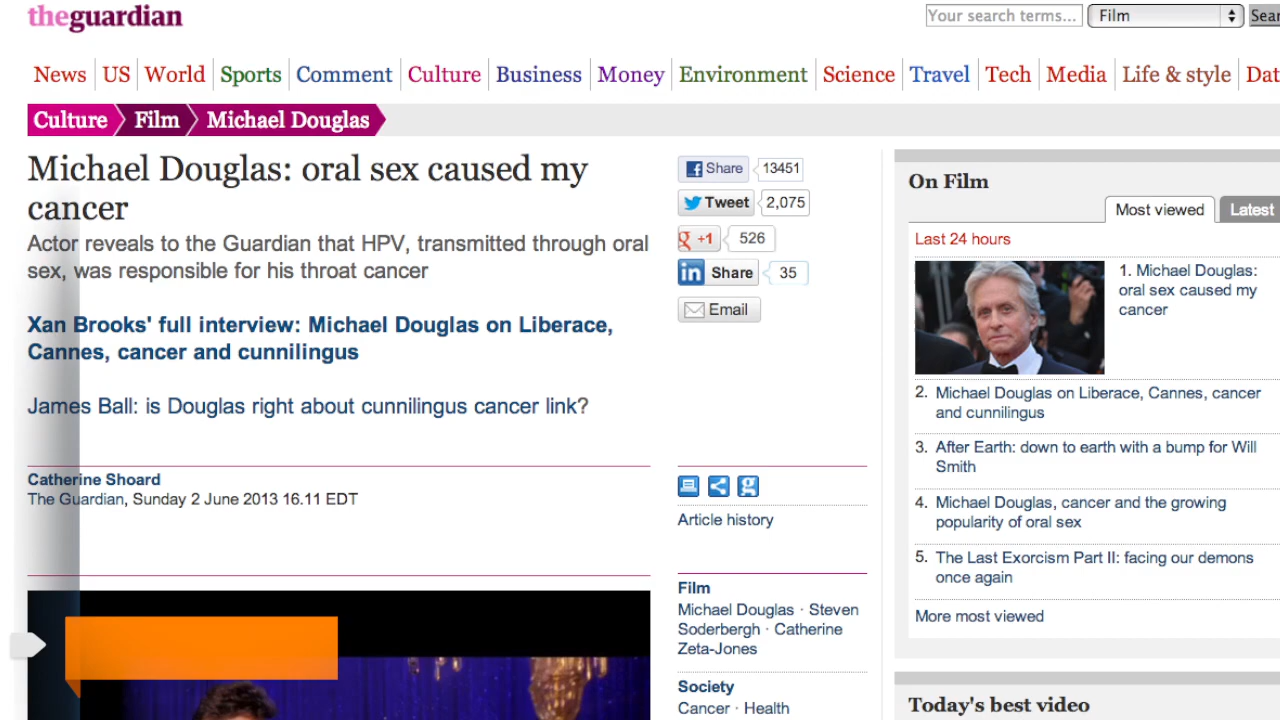 theguardian
Your search terms...
Film
News
US
World
Sports
Comment
Culture
Business
Money
Environment
Science
Travel
Tech
Media
Life & style
Culture
Film
Michael Douglas
Michael Douglas: oral sex caused my
cancer
Actor reveals to the Guardian that HPV, transmitted through oral
sex, was responsible for his throat cancer
Xan Brooks' full interview: Michael Douglas on Liberace,
Cannes, cancer and cunnilingus
James Ball: is Douglas right about cunnilingus cancer link?
Catherine Shoard
The Guardian, Sunday 2 June 2013 16.11 EDT
Share 13451
Tweet 2,075
+1 526
in Share 35
Email
Article history
Film
Michael Douglas · Steven
Soderbergh · Catherine
Zeta-Jones
Society
Cancer · Health
On Film
Most viewed
Latest
Last 24 hours
1. Michael Douglas:
oral sex caused my
cancer
2. Michael Douglas on Liberace, Cannes, cancer
and cunnilingus
3. After Earth: down to earth with a bump for Will
Smith
4. Michael Douglas, cancer and the growing
popularity of oral sex
5. The Last Exorcism Part II: facing our demons
once again
More most viewed
Today's best video